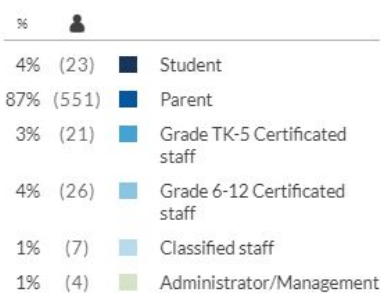 %
4% (23) Student
87% (551) Parent
3% (21) Grade TK-5 Certificated
staff
4% (26) Grade 6-12 Certificated
staff
1% (7) Classified staff
1% (4) Administrator/Management